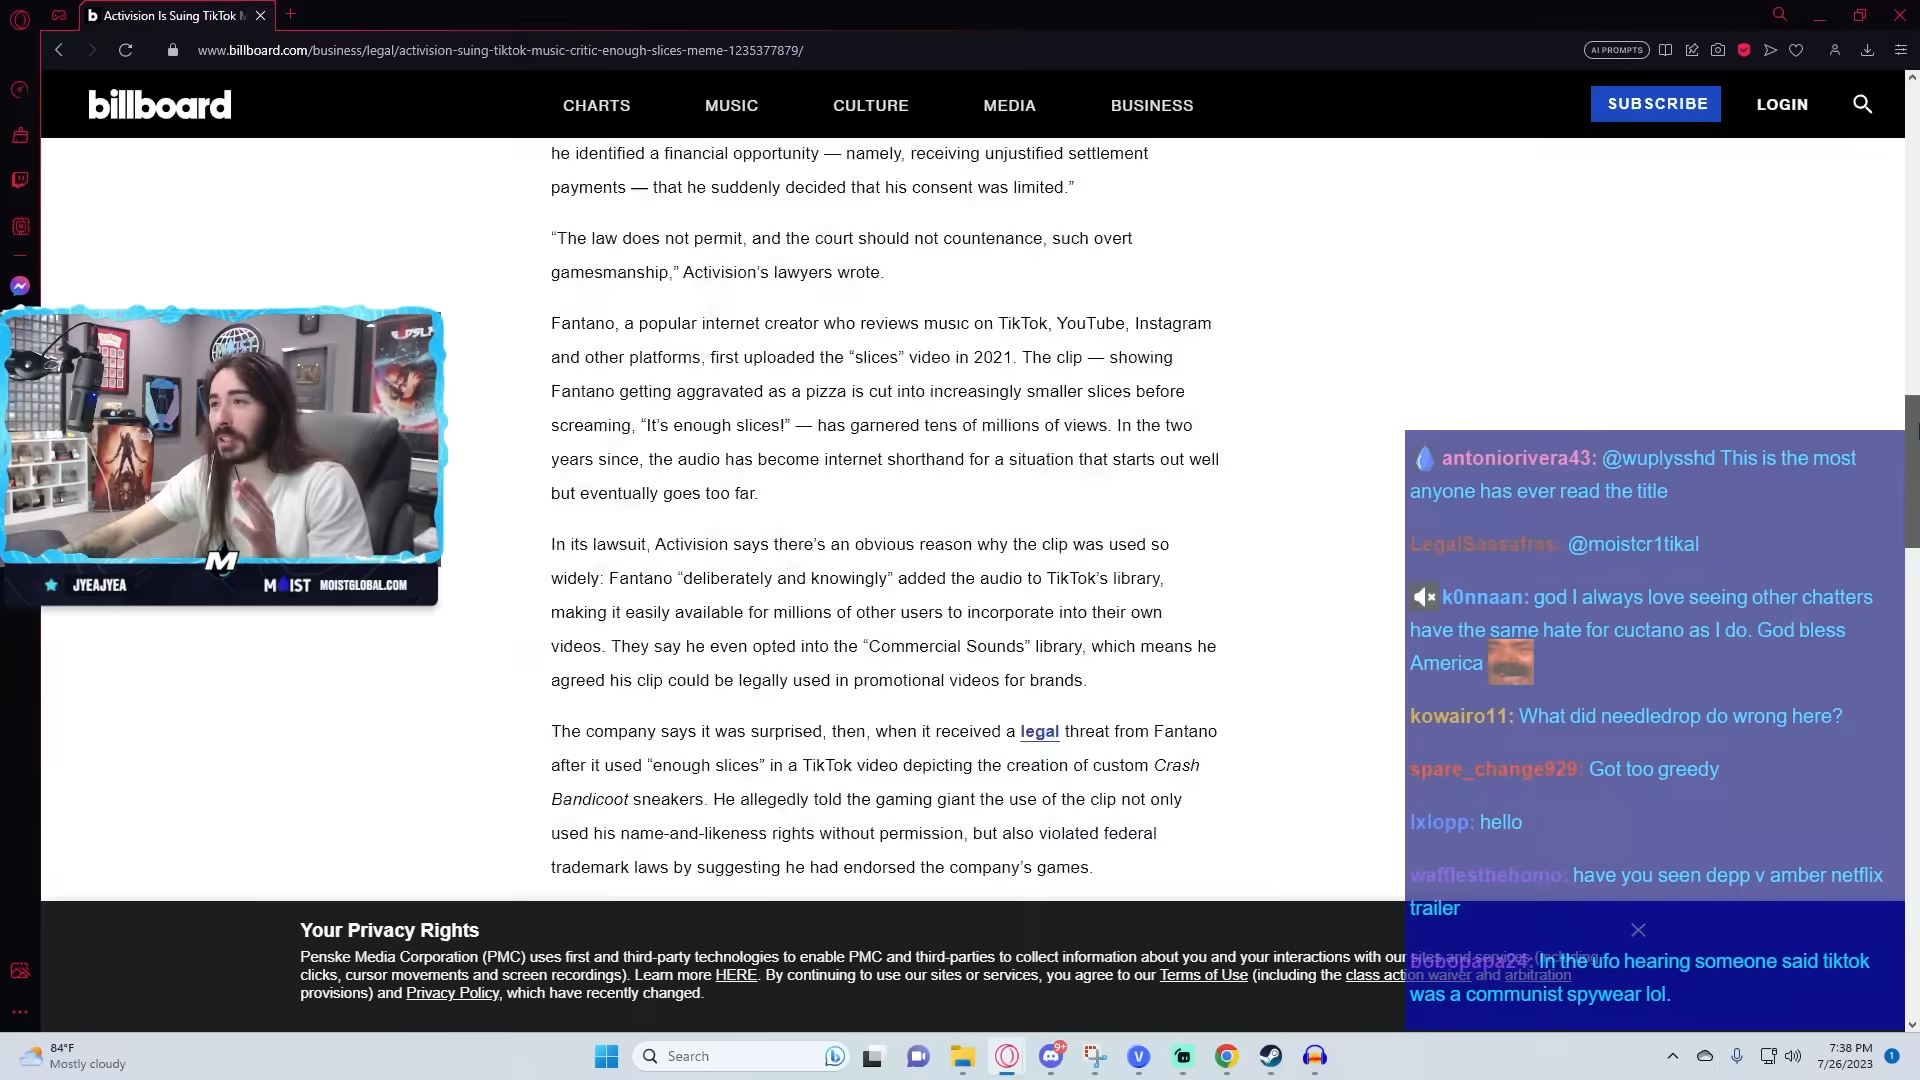 Activision Is Suing TikTok M
www.billboard.com/business/legal/activision-suing-tiktok-music-critic-enough-slices-meme-1235377879/
AI PROMPTS
billboard
CHARTS
MUSIC
CULTURE
MEDIA
BUSINESS
SUBSCRIBE
LOGIN
he identified a financial opportunity — namely, receiving unjustified settlement
payments — that he suddenly decided that his consent was limited.”
“The law does not permit, and the court should not countenance, such overt
gamesmanship,” Activision’s lawyers wrote.
Fantano, a popular internet creator who reviews music on TikTok, YouTube, Instagram
and other platforms, first uploaded the “slices” video in 2021. The clip — showing
Fantano getting aggravated as a pizza is cut into increasingly smaller slices before
screaming, “It’s enough slices!” — has garnered tens of millions of views. In the two
years since, the audio has become internet shorthand for a situation that starts out well
but eventually goes too far.
In its lawsuit, Activision says there’s an obvious reason why the clip was used so
widely: Fantano “deliberately and knowingly” added the audio to TikTok’s library,
making it easily available for millions of other users to incorporate into their own
videos. They say he even opted into the “Commercial Sounds” library, which means he
agreed his clip could be legally used in promotional videos for brands.
The company says it was surprised, then, when it received a legal threat from Fantano
after it used “enough slices” in a TikTok video depicting the creation of custom Crash
Bandicoot sneakers. He allegedly told the gaming giant the use of the clip not only
used his name-and-likeness rights without permission, but also violated federal
trademark laws by suggesting he had endorsed the company’s games.
M
JYEAJYEA
MOIST
MOISTGLOBAL.COM
antoniorivera43: @wuplysshd This is the most
anyone has ever read the title
LegalSassafras: @moistcr1tikal
k0nnaan: god I always love seeing other chatters
have the same hate for cuctano as I do. God bless
America
kowairo11: What did needledrop do wrong here?
spare_change929: Got too greedy
lxlopp: hello
wafflesthehomo: have you seen depp v amber netflix
trailer
bobopapa24: In the ufo hearing someone said tiktok
was a communist spywear lol.
Your Privacy Rights
Penske Media Corporation (PMC) uses first and third-party technologies to enable PMC and third-parties to collect information about you and your interactions with our sites and services (including
clicks, cursor movements and screen recordings). Learn more HERE. By continuing to use our sites or services, you agree to our Terms of Use (including the class action waiver and arbitration
provisions) and Privacy Policy, which have recently changed.
84°F
Mostly cloudy
Search
9+
7:38 PM
7/26/2023
1